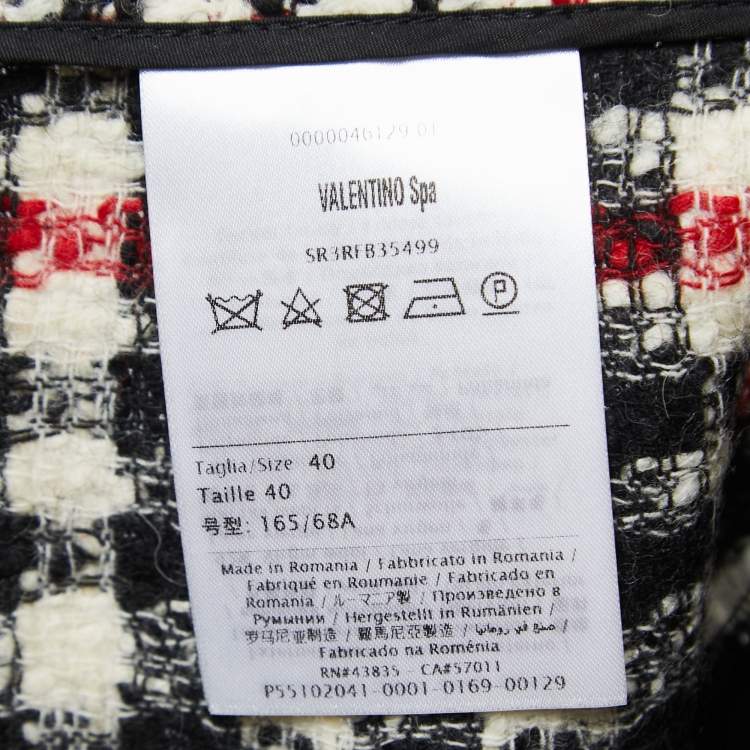 0000046129 01
VALENTINO Spa
SR3RFB35499
P
Taglia/Size 40
Taille 40
号型: 165/68A
Made in Romania / Fabbricato in Romania /
Fabriqué en Roumanie / Fabricado en
Romania / ルーマニア製 / Произведено в
Румынии / Hergestellt in Rumänien /
罗马尼亚制造 / 羅馬尼亞製造 / صنع في رومانيا /
Fabricado na Roménia
RN#43835 - CA#57011
P55102041-0001-0169-00129